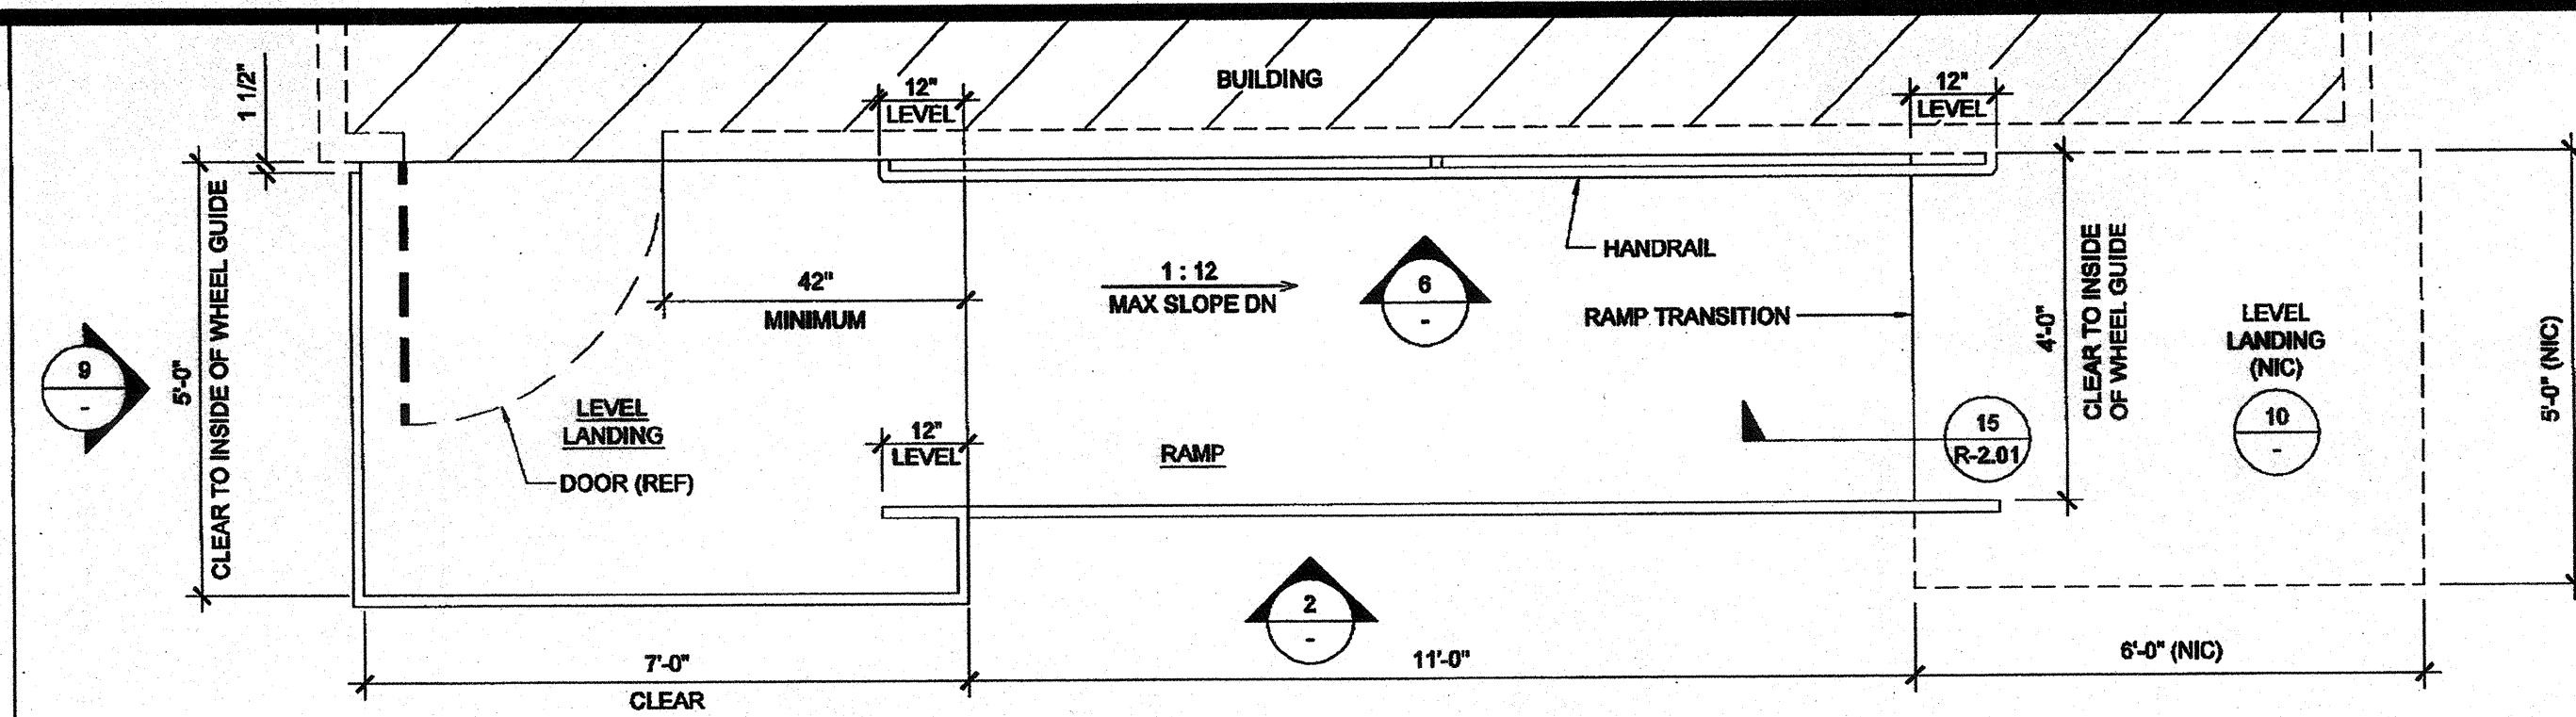 1 1/2"
12"
LEVEL
BUILDING
12"
LEVEL
5'-0"
CLEAR TO INSIDE OF WHEEL GUIDE
9
-
42"
MINIMUM
LEVEL
LANDING
DOOR (REF)
12"
LEVEL
1 : 12
MAX SLOPE DN
6
-
HANDRAIL
RAMP TRANSITION
RAMP
15
R-2.01
4'-0"
CLEAR TO INSIDE
OF WHEEL GUIDE
LEVEL
LANDING
(NIC)
10
-
5'-0" (NIC)
2
-
7'-0"
CLEAR
11'-0"
6'-0" (NIC)